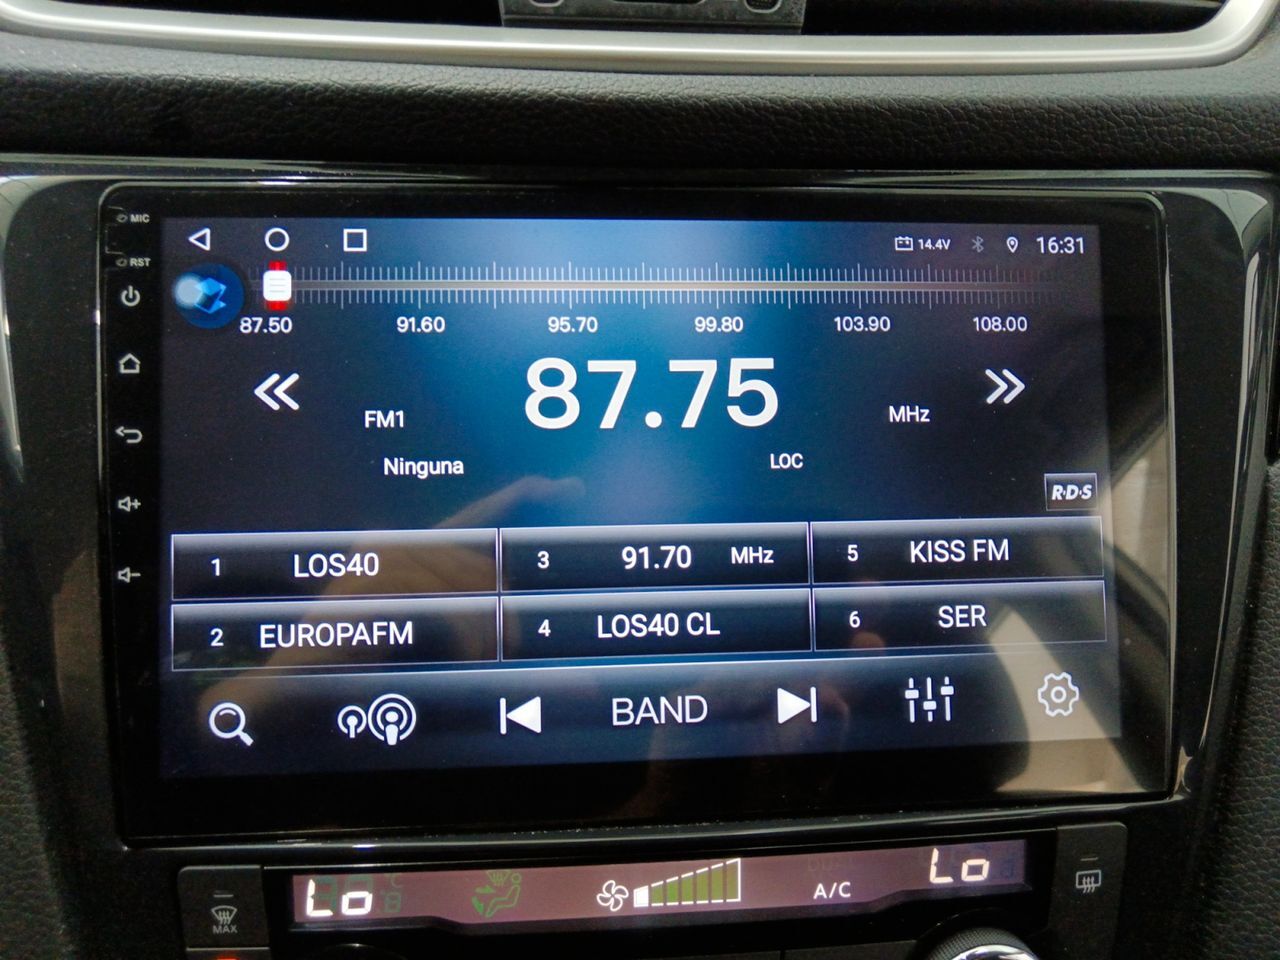 MIC
14.4V 16:31
RST
87.50 91.60 95.70 99.80 103.90 108.00
FM1 87.75 MHz
Ninguna LOC
R·D·S
1 LOS40 3 91.70 MHz 5 KISS FM
2 EUROPAFM 4 LOS40 CL 6 SER
BAND
Lo A/C Lo
MAX